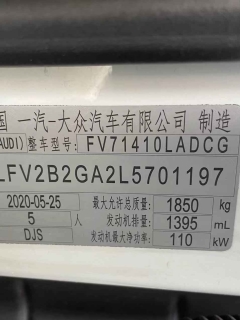 国 一汽-大众汽车有限公司 制造
AUDI) 整车型号: FV71410LADCG
LFV2B2GA2L5701197
2020-05-25 最大允许总质量: 1850 kg
5 人 发动机排量: 1395 mL
DJS 发动机最大净功率: 110 kW